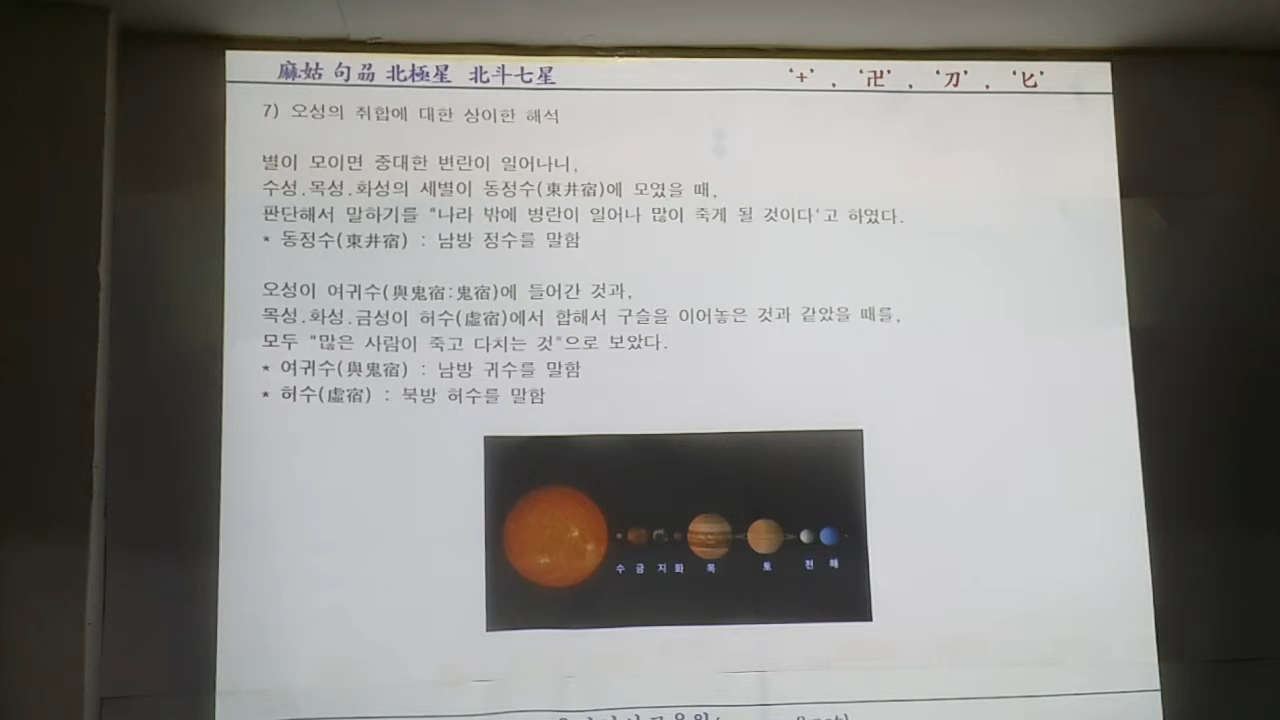 麻姑 句芻 北極星 北斗七星 '+', '卍', '刀', '匕'
7) 오성의 취합에 대한 상이한 해석
별이 모이면 중대한 변란이 일어나니,
수성.목성.화성의 세별이 동정수(東井宿)에 모였을 때,
판단해서 말하기를 "나라 밖에 병란이 일어나 많이 죽게 될 것이다'고 하였다.
* 동정수(東井宿) : 남방 정수를 말함
오성이 여귀수(與鬼宿:鬼宿)에 들어간 것과,
목성.화성.금성이 허수(虛宿)에서 합해서 구슬을 이어놓은 것과 같았을 때를,
모두 "많은 사람이 죽고 다치는 것"으로 보았다.
* 여귀수(與鬼宿) : 남방 귀수를 말함
* 허수(虛宿) : 북방 허수를 말함
수 금 지 화 목 토 천 해